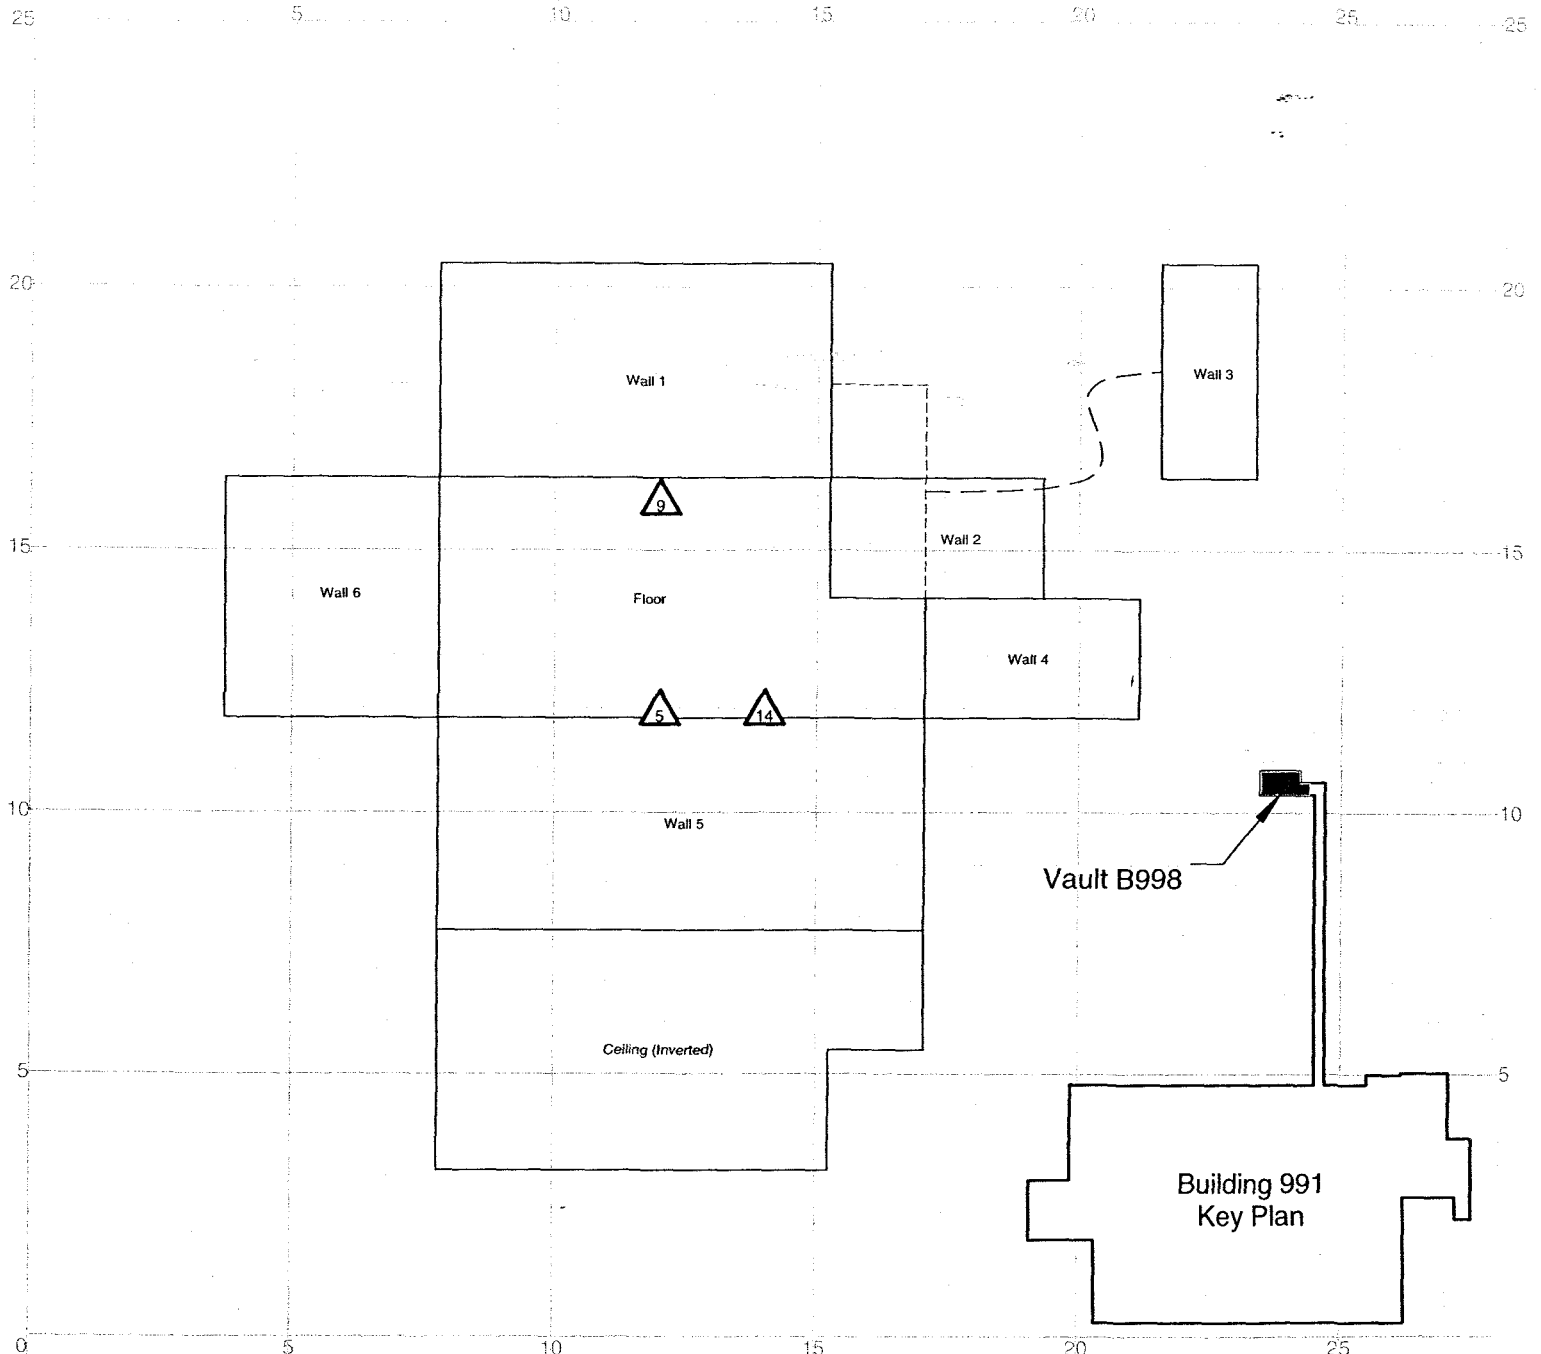 25 5 10 15 20 25 25
20 20
Wall 1
Wall 3
9
15 15
Wall 2
Wall 6
Floor
Wall 4
5 14
10 10
Wall 5
Vault B998
Ceiling (Inverted)
5 5
Building 991
Key Plan
0 5 10 15 20 25